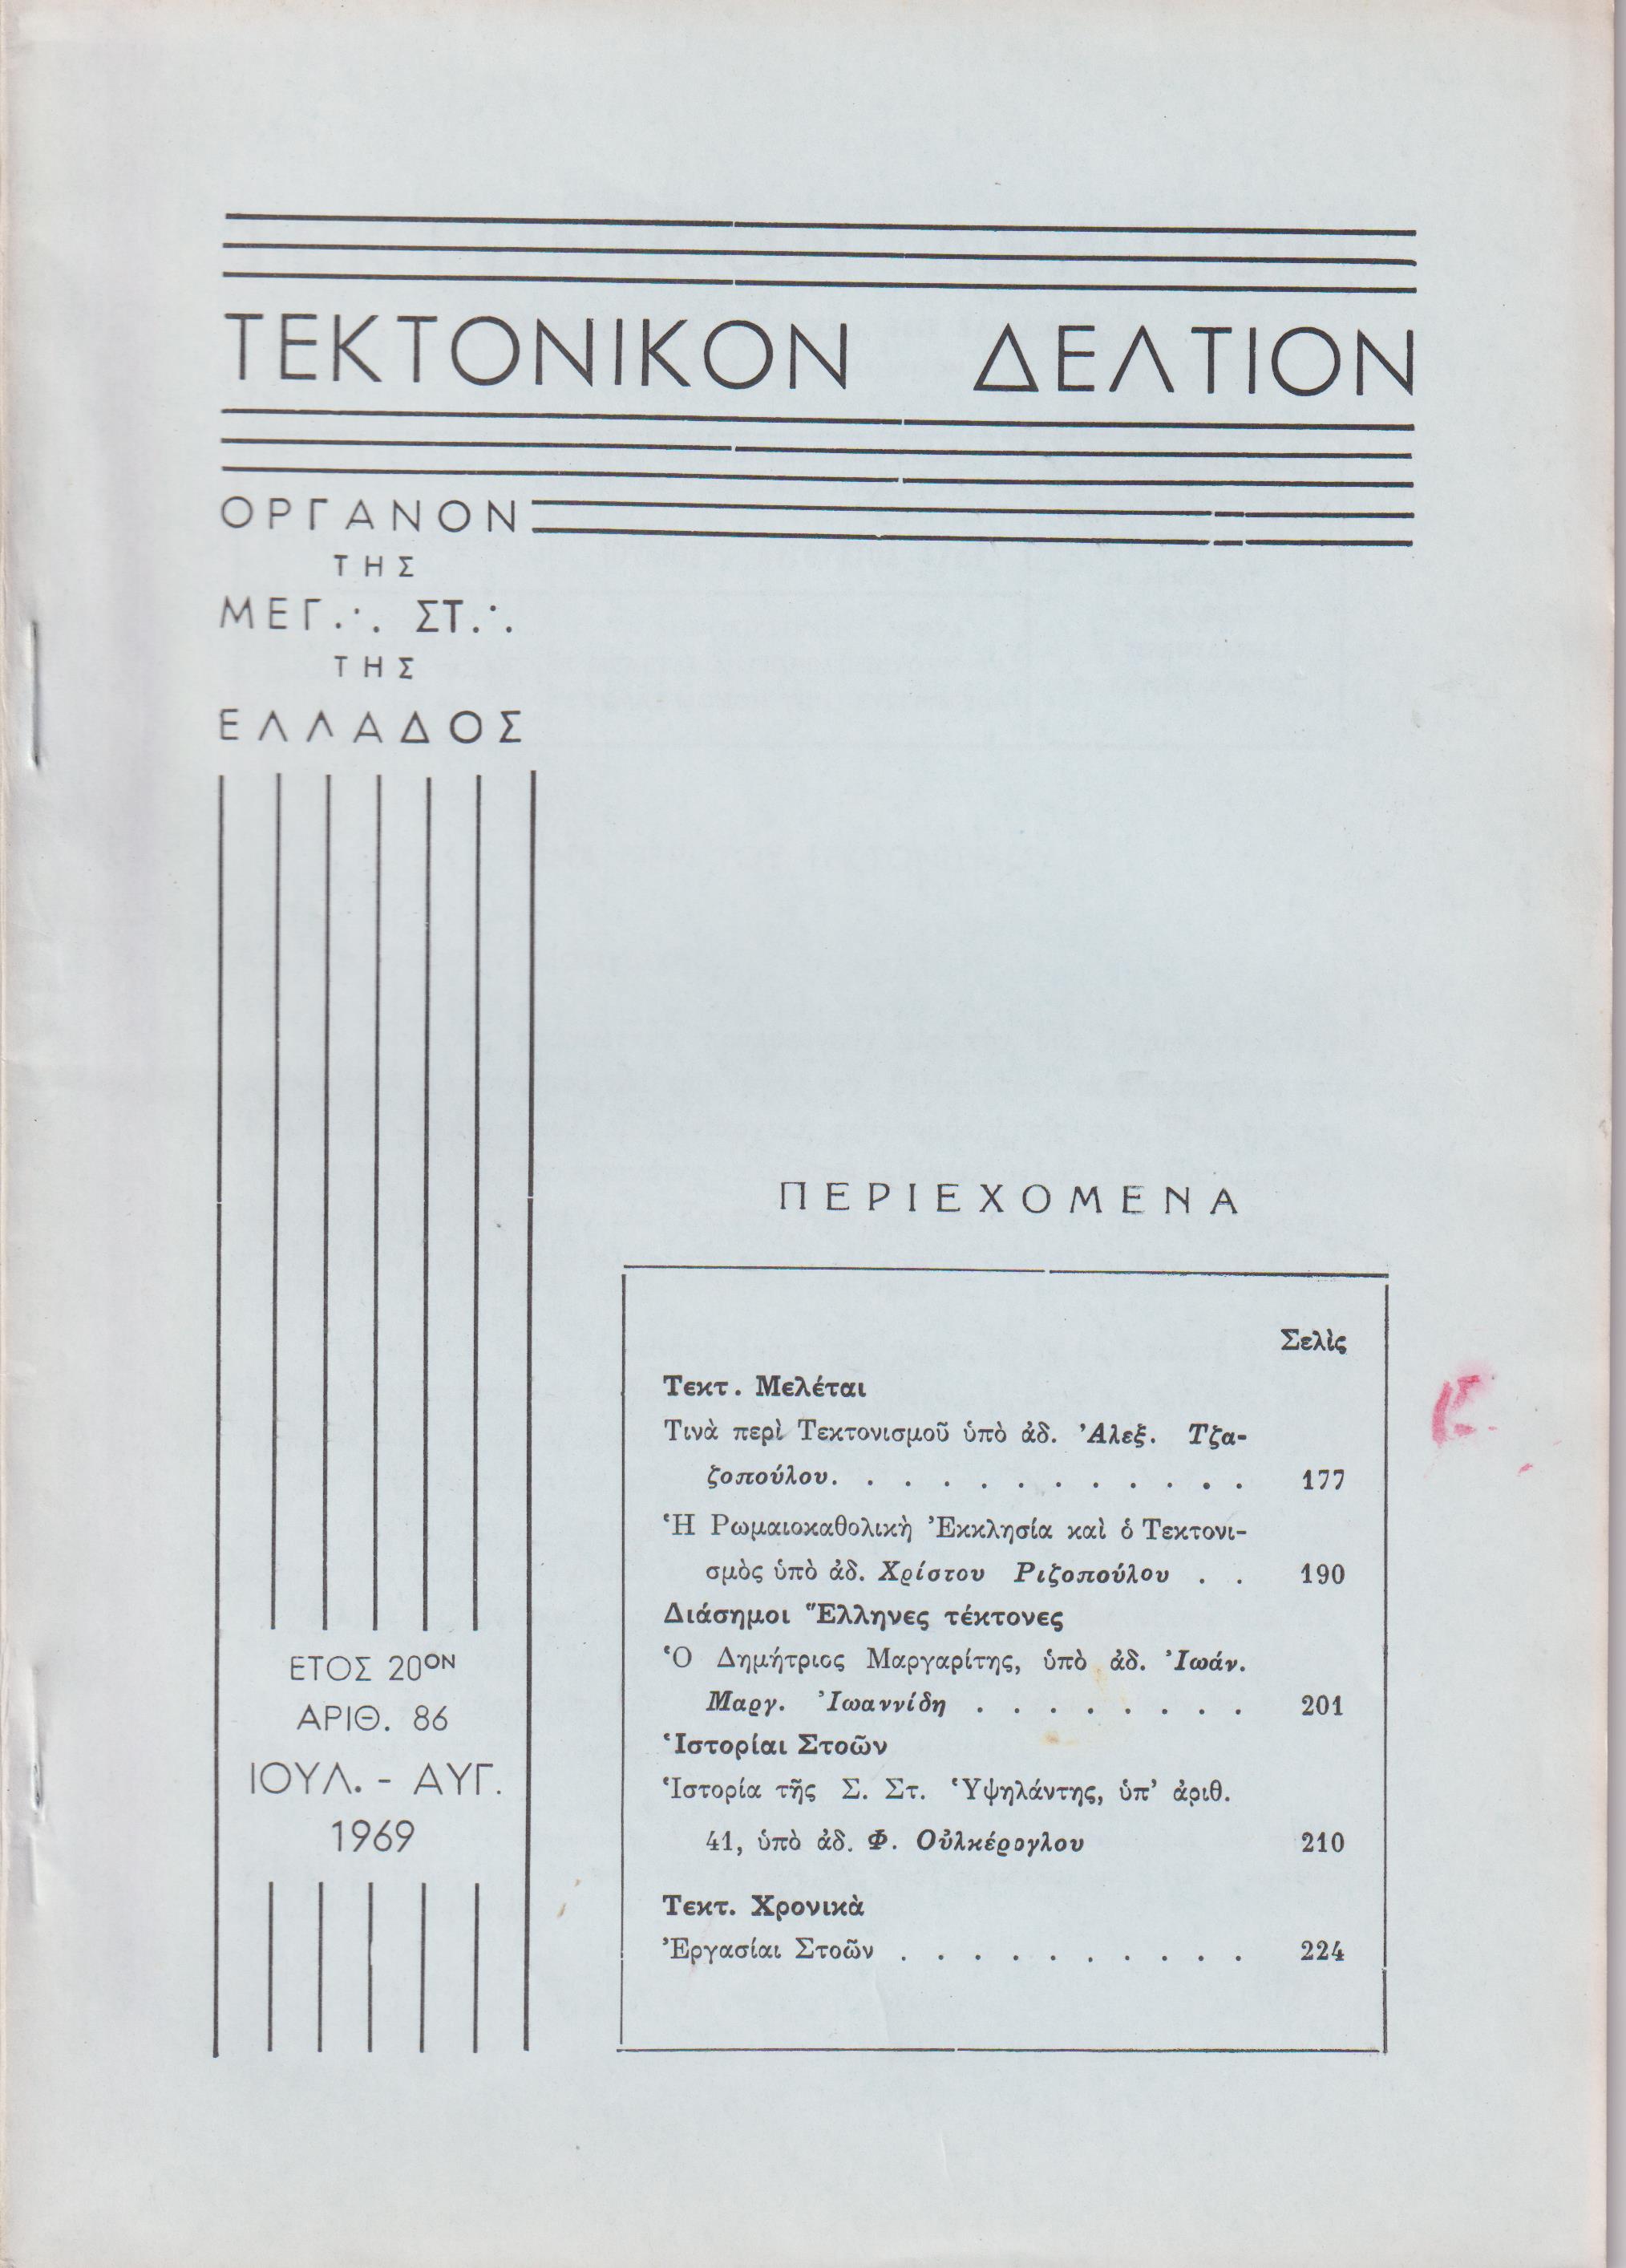 ΤΕΚΤΟΝΙΚΟΝ ΔΕΛΤΙΟΝ
ΟΡΓΑΝΟΝ
ΤΗΣ
ΜΕΓ.·. ΣΤ.·.
ΤΗΣ
ΕΛΛΑΔΟΣ
ΠΕΡΙΕΧΟΜΕΝΑ
Σελὶς
Τεκτ. Μελέται
Τινὰ περὶ Τεκτονισμοῦ ὑπὸ ἀδ. Ἀλεξ. Τζα-
ζοπούλου. . . . . . . . . . . . 177
Ἡ Ρωμαιοκαθολικὴ Ἐκκλησία καὶ ὁ Τεκτονι-
σμὸς ὑπὸ ἀδ. Χρίστου Ριζοπούλου . . 190
Διάσημοι Ἕλληνες τέκτονες
Ὁ Δημήτριος Μαργαρίτης, ὑπὸ ἀδ. Ἰωάν.
Μαργ. Ἰωαννίδη . . . . . . . . 201
Ἱστορίαι Στοῶν
Ἱστορία τῆς Σ. Στ. Ὑψηλάντης, ὑπ' ἀριθ.
41, ὑπὸ ἀδ. Φ. Οὐλκέρογλου 210
Τεκτ. Χρονικὰ
Ἐργασίαι Στοῶν . . . . . . . . . . 224
ΕΤΟΣ 20ΟΝ
ΑΡΙΘ. 86
ΙΟΥΛ. - ΑΥΓ.
1969